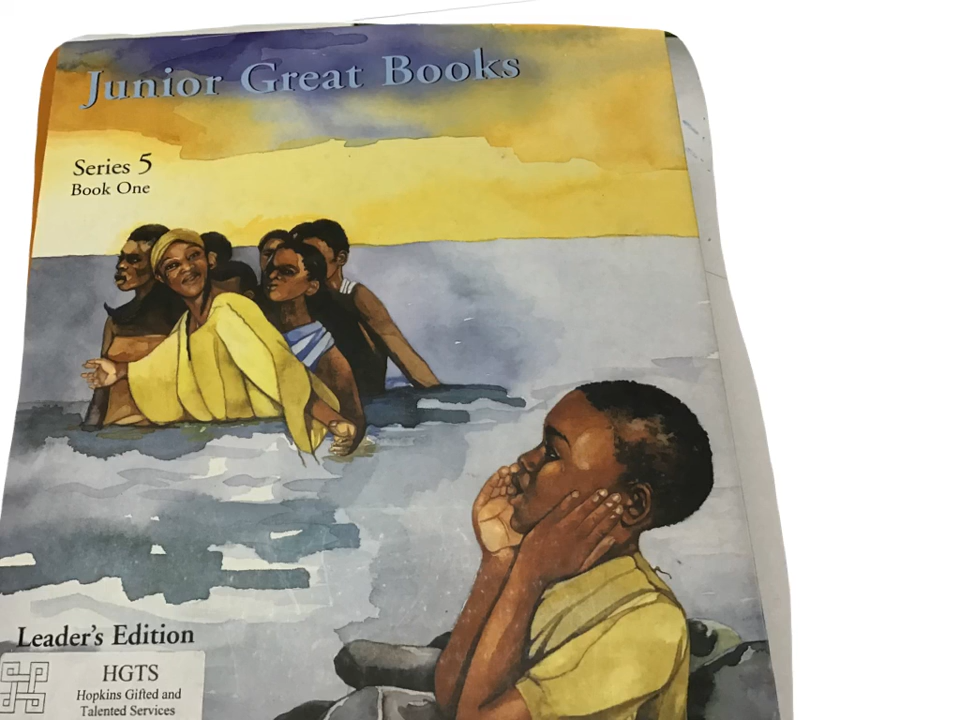 Junior Great Books
Series 5
Book One
Leader's Edition
HGTS
Hopkins Gifted and
Talented Services